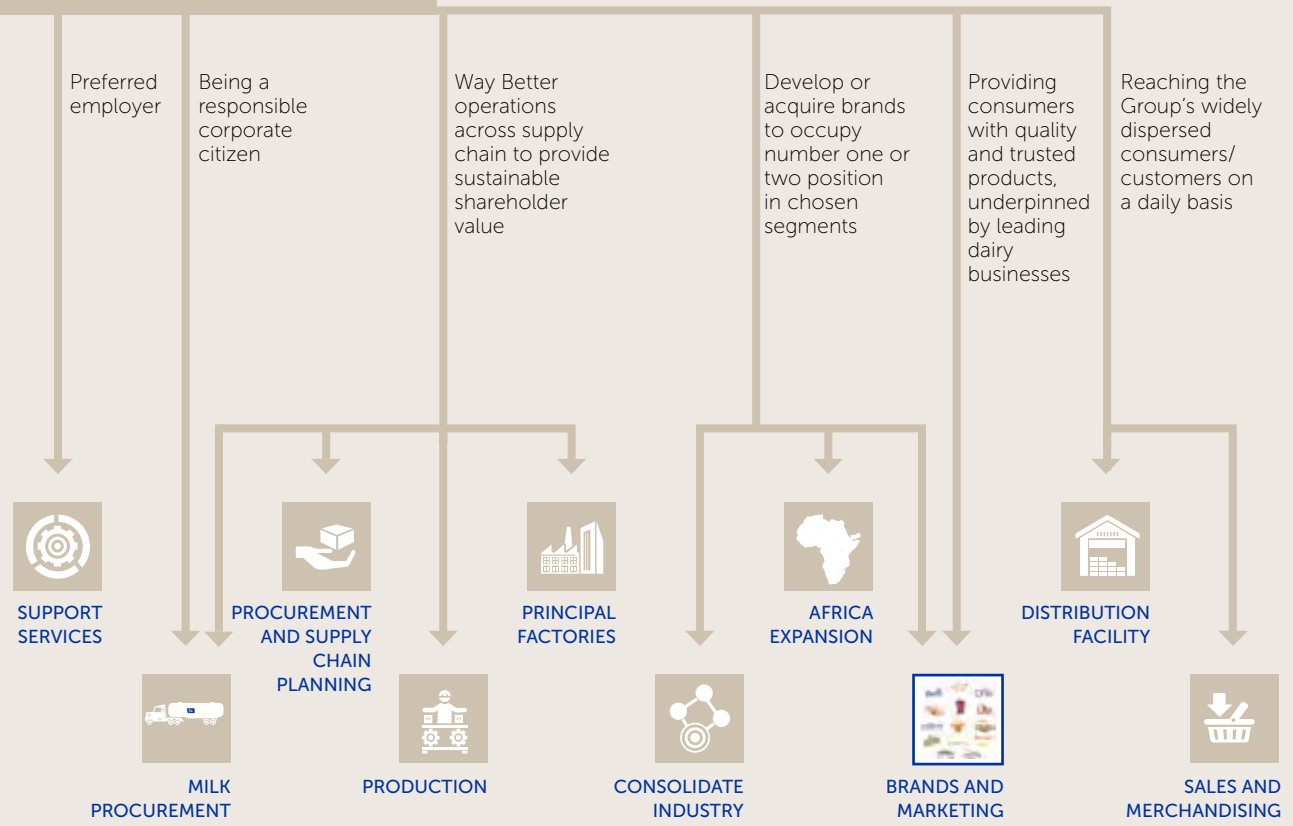 Preferred
employer
Being a
responsible
corporate
citizen
Way Better
operations
across supply
chain to provide
sustainable
shareholder
value
Develop or
acquire brands
to occupy
number one or
two position
in chosen
segments
Providing
consumers
with quality
and trusted
products,
underpinned
by leading
dairy
businesses
Reaching the
Group's widely
dispersed
consumers/
customers on
a daily basis
SUPPORT
SERVICES
PROCUREMENT
AND SUPPLY
CHAIN
PLANNING
PRINCIPAL
FACTORIES
AFRICA
EXPANSION
DISTRIBUTION
FACILITY
MILK
PROCUREMENT
PRODUCTION
CONSOLIDATE
INDUSTRY
BRANDS AND
MARKETING
SALES AND
MERCHANDISING